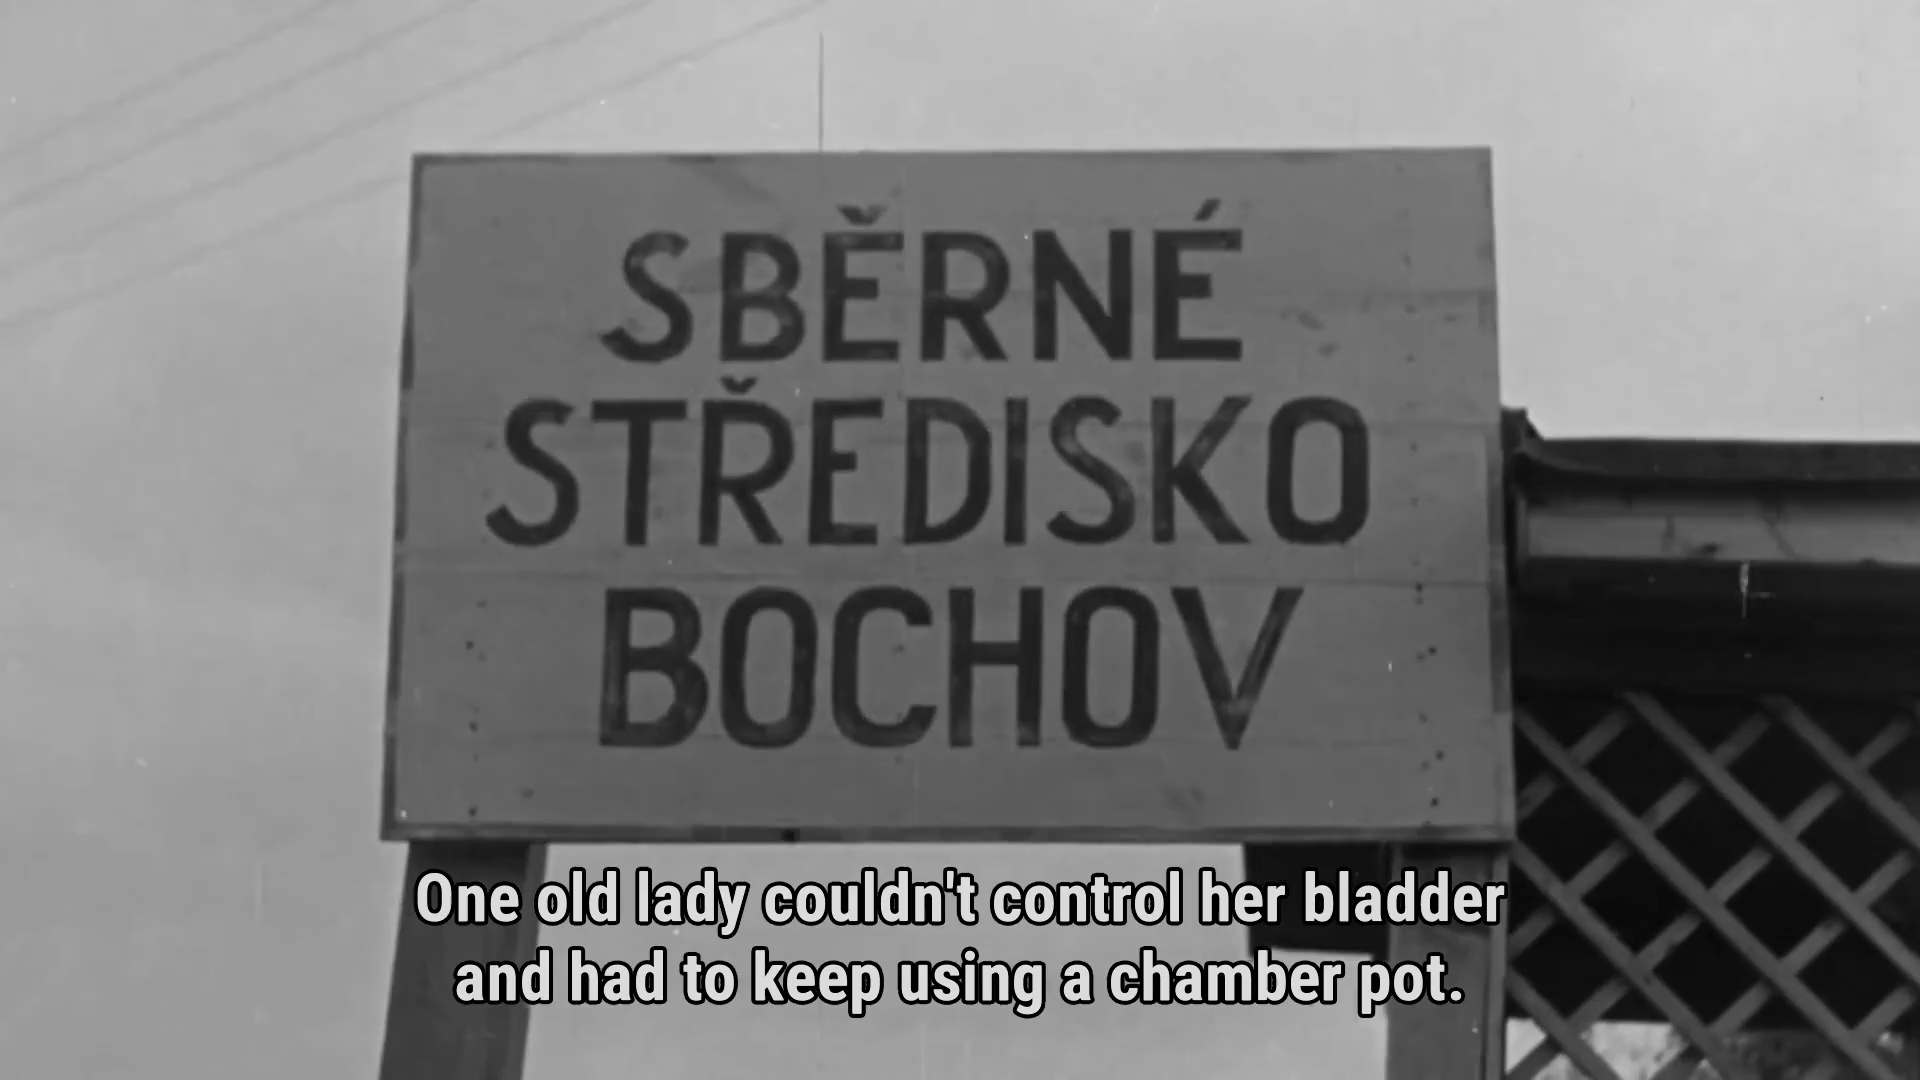 SBĚRNÉ
STŘEDISKO
BOCHOV
One old lady couldn't control her bladder
and had to keep using a chamber pot.